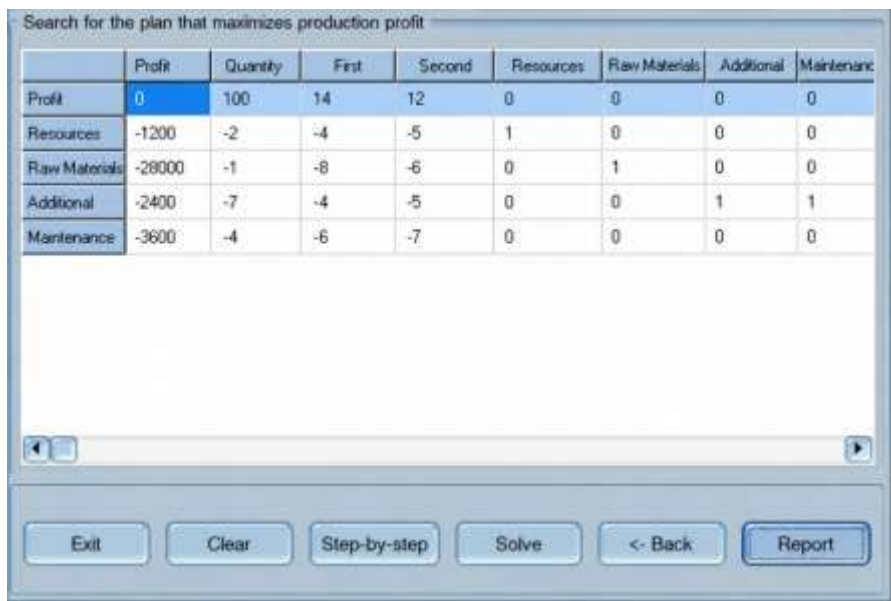 Search for the plan that maximizes production profit
Profit Quantity First Second Resources Raw Materials Additional Maintenanc
Profit 0 100 14 12 0 0 0 0
Resources -1200 -2 -4 -5 1 0 0 0
Raw Materials -28000 -1 -8 -6 0 1 0 0
Additional -2400 -7 -4 -5 0 0 1 1
Maintenance -3600 -4 -6 -7 0 0 0 0
Exit Clear Step-by-step Solve <- Back Report